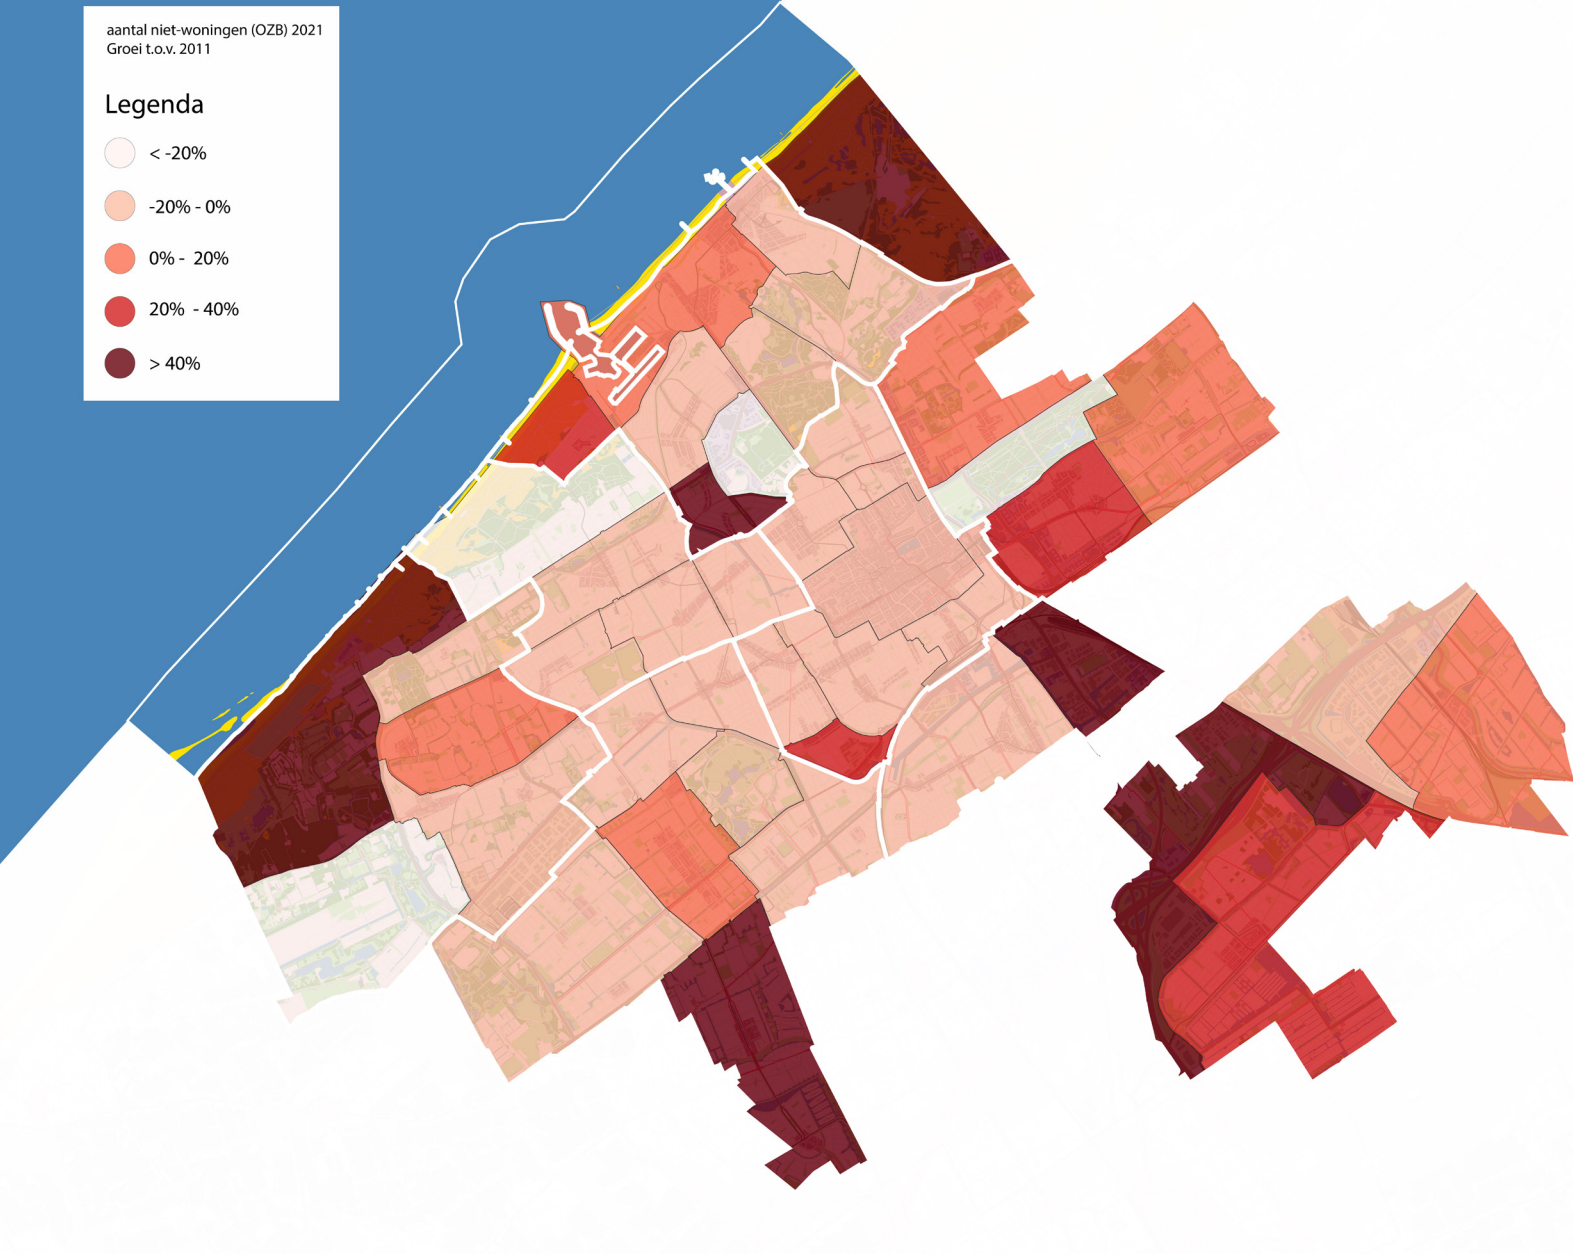 aantal niet-woningen (OZB) 2021
Groei t.o.v. 2011
Legenda
< -20%
-20% - 0%
0% - 20%
20% - 40%
> 40%